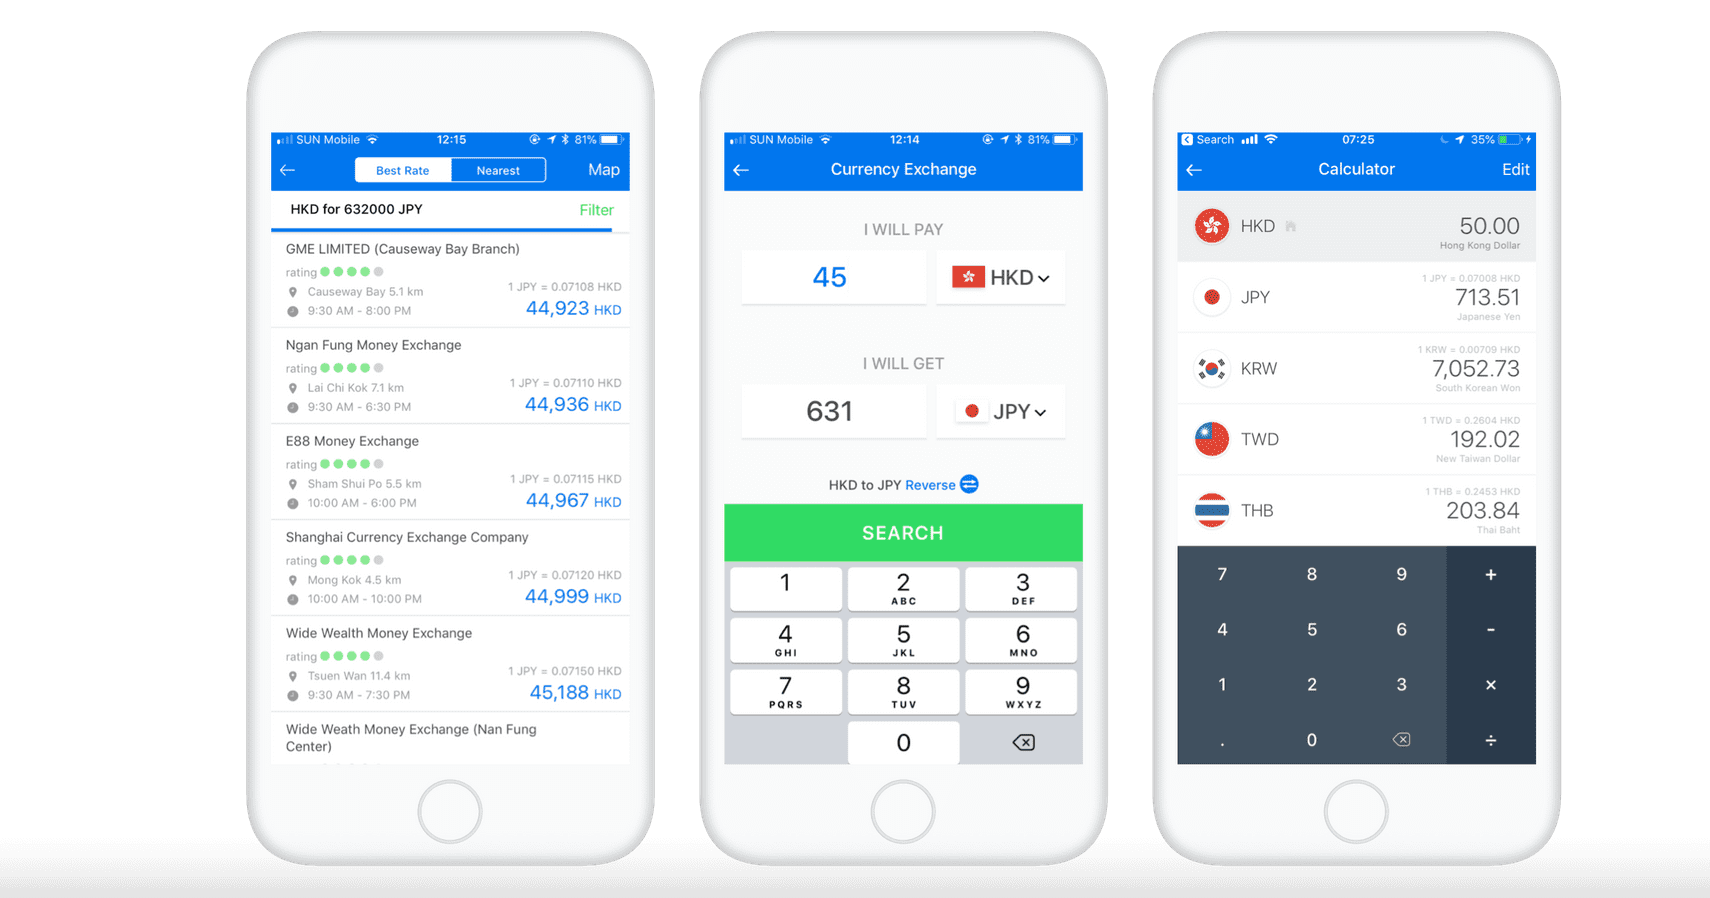 SUN Mobile 12:15 81%
Best Rate Nearest Map
HKD for 632000 JPY Filter
GME LIMITED (Causeway Bay Branch)
rating
Causeway Bay 5.1 km 1 JPY = 0.07108 HKD
9:30 AM - 8:00 PM 44,923 HKD
Ngan Fung Money Exchange
rating
Lai Chi Kok 7.1 km 1 JPY = 0.07110 HKD
9:30 AM - 6:30 PM 44,936 HKD
E88 Money Exchange
rating
Sham Shui Po 5.5 km 1 JPY = 0.07115 HKD
10:00 AM - 6:00 PM 44,967 HKD
Shanghai Currency Exchange Company
rating
Mong Kok 4.5 km 1 JPY = 0.07120 HKD
10:00 AM - 10:00 PM 44,999 HKD
Wide Wealth Money Exchange
rating
Tsuen Wan 11.4 km 1 JPY = 0.07150 HKD
9:30 AM - 7:30 PM 45,188 HKD
Wide Weath Money Exchange (Nan Fung
Center)
SUN Mobile 12:14 81%
Currency Exchange
I WILL PAY
45 HKD
I WILL GET
631 JPY
HKD to JPY Reverse
SEARCH
1 2 3
ABC DEF
4 5 6
GHI JKL MNO
7 8 9
PQRS TUV WXYZ
0
Search 07:25 35%
Calculator Edit
HKD 50.00
Hong Kong Dollar
1 JPY = 0.07008 HKD
JPY 713.51
Japanese Yen
1 KRW = 0.00709 HKD
KRW 7,052.73
South Korean Won
1 TWD = 0.2604 HKD
TWD 192.02
New Taiwan Dollar
1 THB = 0.2453 HKD
THB 203.84
Thai Baht
7 8 9 +
4 5 6 -
1 2 3 ×
. 0 ÷